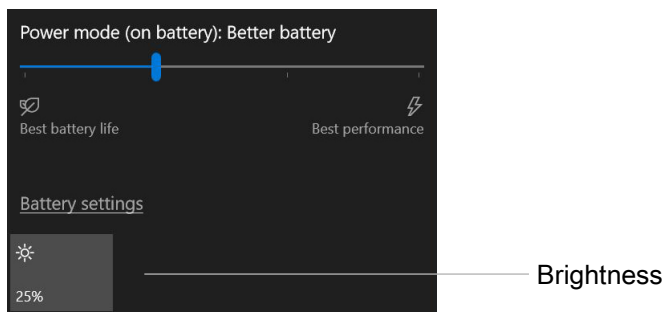 Power mode (on battery): Better battery
Best battery life
Best performance
Battery settings
25%
Brightness